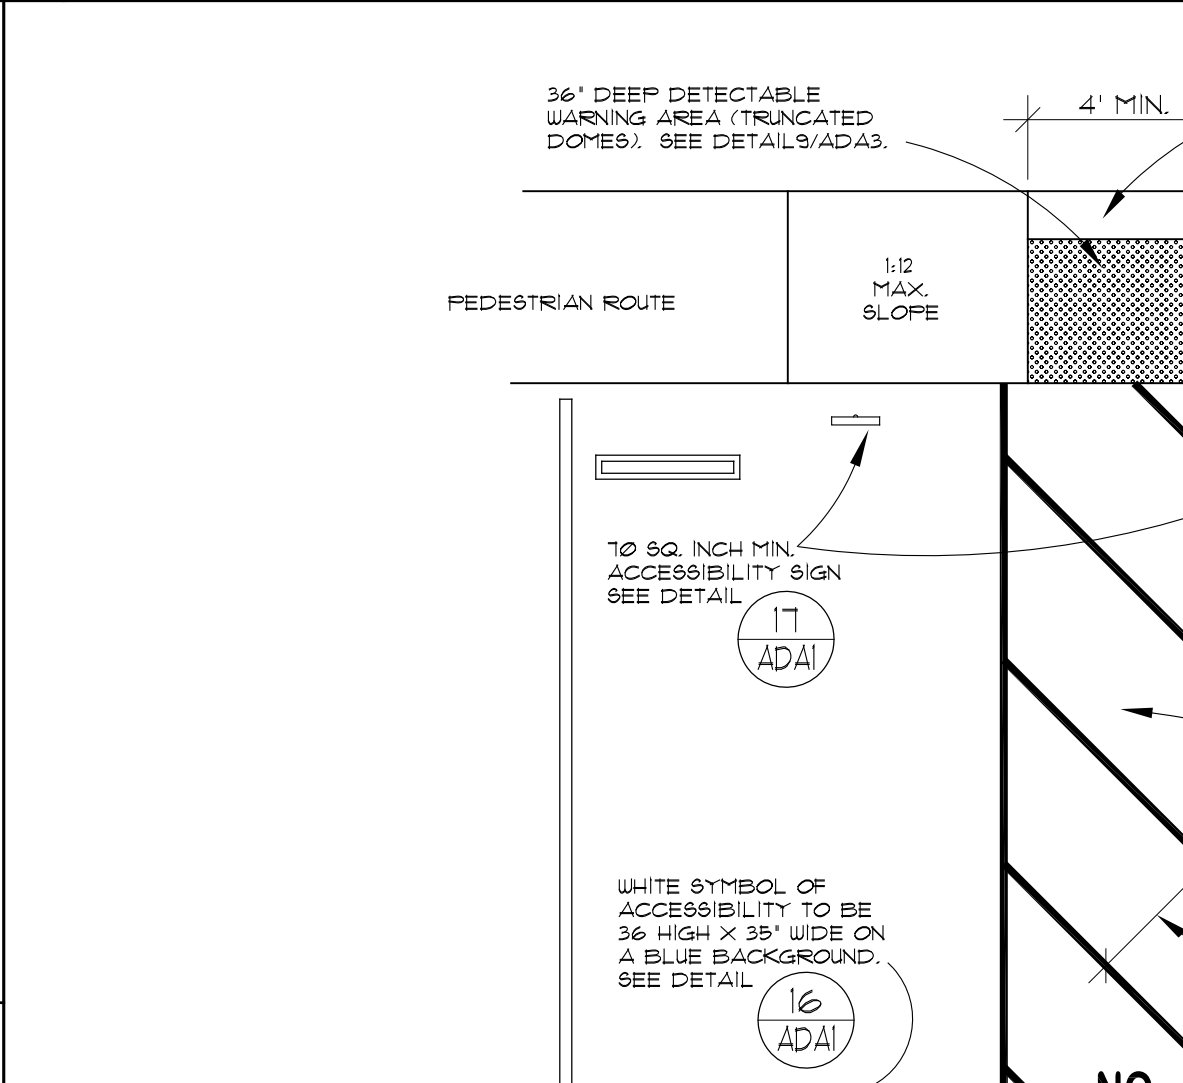 36" DEEP DETECTABLE
WARNING AREA (TRUNCATED
DOMES). SEE DETAIL9/ADA3.
4' MIN.
1:12
MAX.
SLOPE
PEDESTRIAN ROUTE
70 SQ. INCH MIN.
ACCESSIBILITY SIGN
SEE DETAIL
17
ADA1
WHITE SYMBOL OF
ACCESSIBILITY TO BE
36 HIGH X 35" WIDE ON
A BLUE BACKGROUND.
SEE DETAIL
16
ADA1
NO